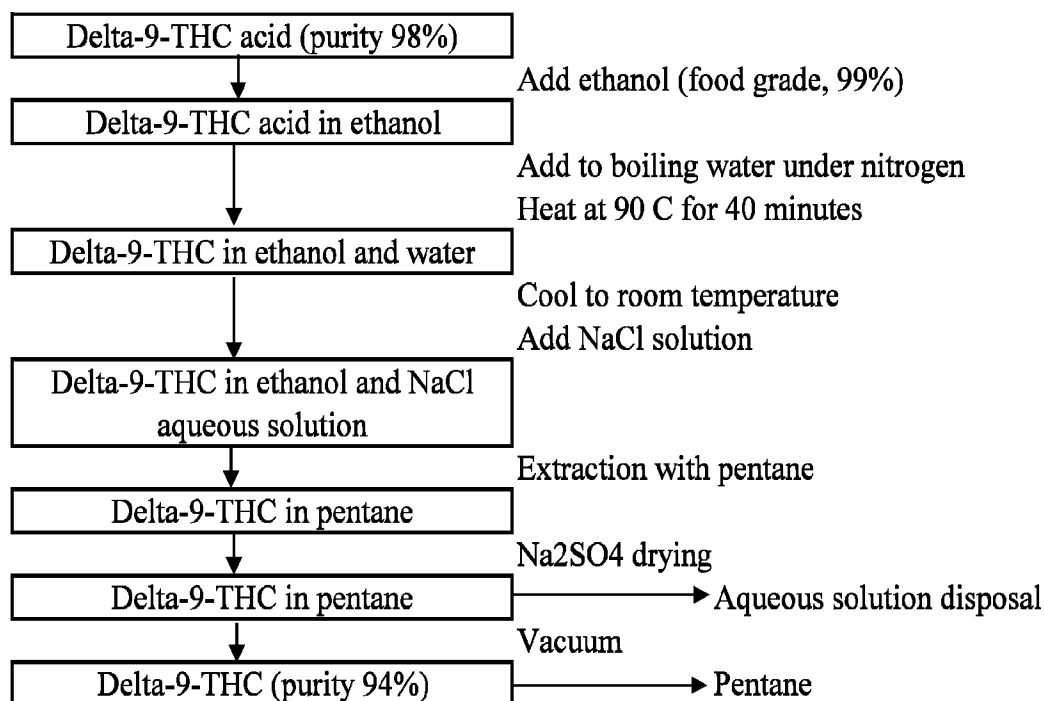 Delta-9-THC acid (purity 98%)
Add ethanol (food grade, 99%)
Delta-9-THC acid in ethanol
Add to boiling water under nitrogen
Heat at 90 C for 40 minutes
Delta-9-THC in ethanol and water
Cool to room temperature
Add NaCl solution
Delta-9-THC in ethanol and NaCl
aqueous solution
Extraction with pentane
Delta-9-THC in pentane
Na2SO4 drying
Delta-9-THC in pentane
Aqueous solution disposal
Vacuum
Delta-9-THC (purity 94%)
Pentane